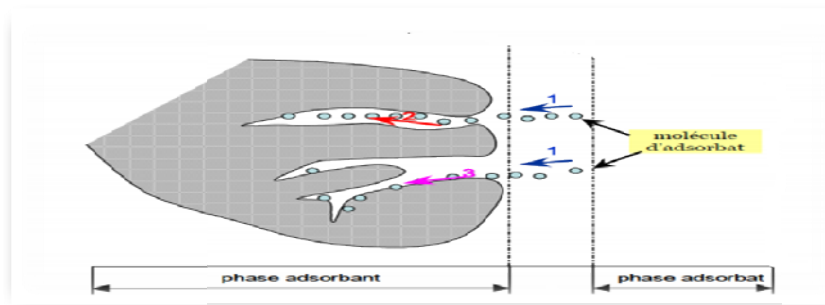 1
2
molécule
d'adsorbat
1
3
phase adsorbant
phase adsorbat